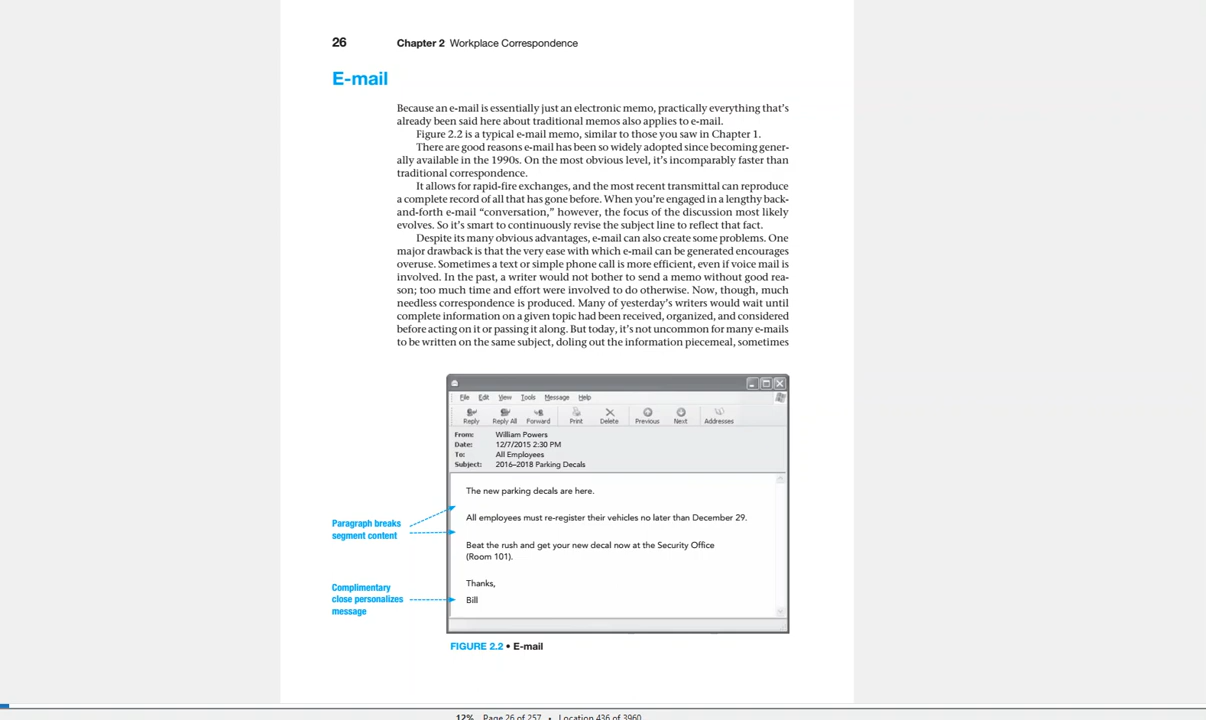 26 Chapter 2 Workplace Correspondence
E-mail
Because an e-mail is essentially just an electronic memo, practically everything that's
already been said here about traditional memos also applies to e-mail.
Figure 2.2 is a typical e-mail memo, similar to those you saw in Chapter 1.
There are good reasons e-mail has been so widely adopted since becoming gener-
ally available in the 1990s. On the most obvious level, it's incomparably faster than
traditional correspondence.
It allows for rapid-fire exchanges, and the most recent transmittal can reproduce
a complete record of all that has gone before. When you're engaged in a lengthy back-
and-forth e-mail “conversation,” however, the focus of the discussion most likely
evolves. So it's smart to continuously revise the subject line to reflect that fact.
Despite its many obvious advantages, e-mail can also create some problems. One
major drawback is that the very ease with which e-mail can be generated encourages
overuse. Sometimes a text or simple phone call is more efficient, even if voice mail is
involved. In the past, a writer would not bother to send a memo without good rea-
son; too much time and effort were involved to do otherwise. Now, though, much
needless correspondence is produced. Many of yesterday's writers would wait until
complete information on a given topic had been received, organized, and considered
before acting on it or passing it along. But today, it's not uncommon for many e-mails
to be written on the same subject, doling out the information piecemeal, sometimes
File Edit View Tools Message Help
Reply Reply All Forward Print Delete Previous Next Addresses
From: William Powers
Date: 12/7/2015 2:30 PM
To: All Employees
Subject: 2016–2018 Parking Decals
The new parking decals are here.
All employees must re-register their vehicles no later than December 29.
Beat the rush and get your new decal now at the Security Office
(Room 101).
Thanks,
Bill
Paragraph breaks
segment content
Complimentary
close personalizes
message
FIGURE 2.2 • E-mail
12% Page 26 of 257 • Location 436 of 3960